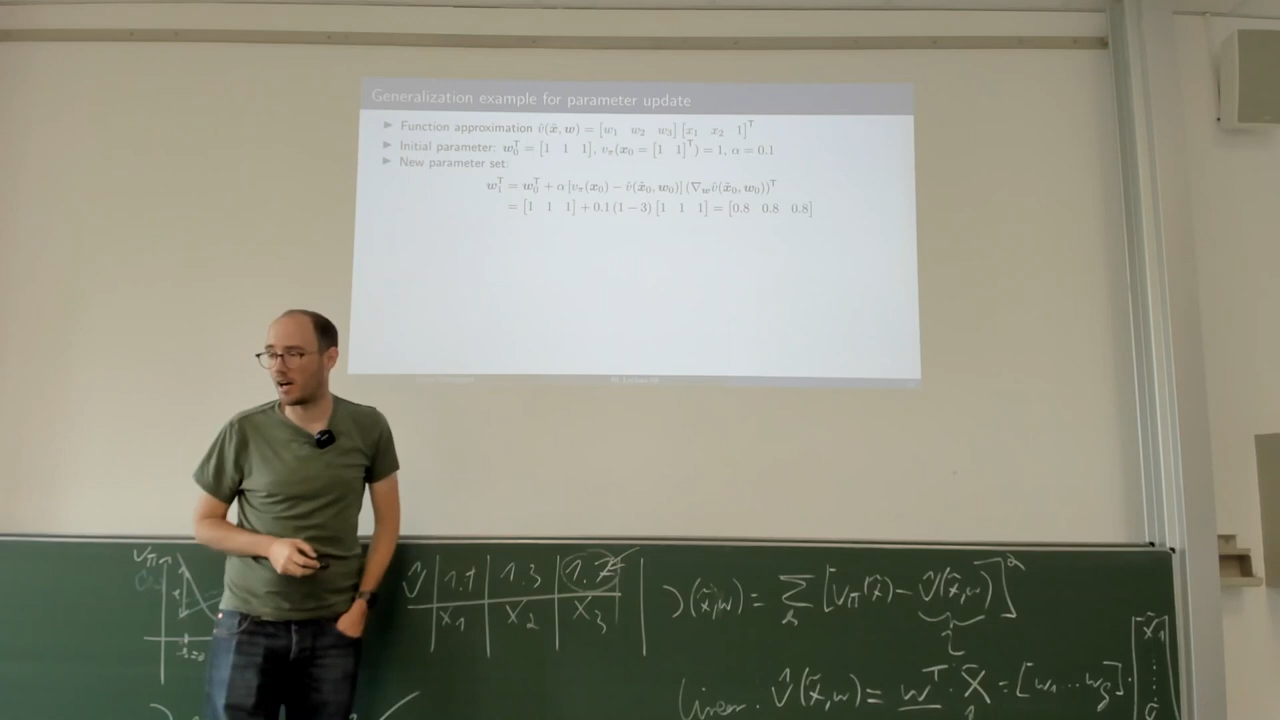 Generalization example for parameter update
▶ Function approximation v̂(x̃, w) = [w₁ w₂ w₃] [x₁ x₂ 1]ᵀ
▶ Initial parameter: w₀ᵀ = [1 1 1], vπ(x₀ = [1 1]ᵀ) = 1, α = 0.1
▶ New parameter set:
w₁ᵀ = w₀ᵀ + α [vπ(x₀) − v̂(x̃₀, w₀)] (∇w v̂(x̃₀, w₀))ᵀ
= [1 1 1] + 0.1 (1 − 3) [1 1 1] = [0.8 0.8 0.8]
vπ
v̂ | 1.1 | 1.3 |
x₁ | x₂ | x₃
J(x̃,w) = Σ [vπ(x̃) − v̂(x̃,w)]²
Linear. v̂(x̃,w) = wᵀ · x̃ = [w₁ ... wζ] · [x̃₁